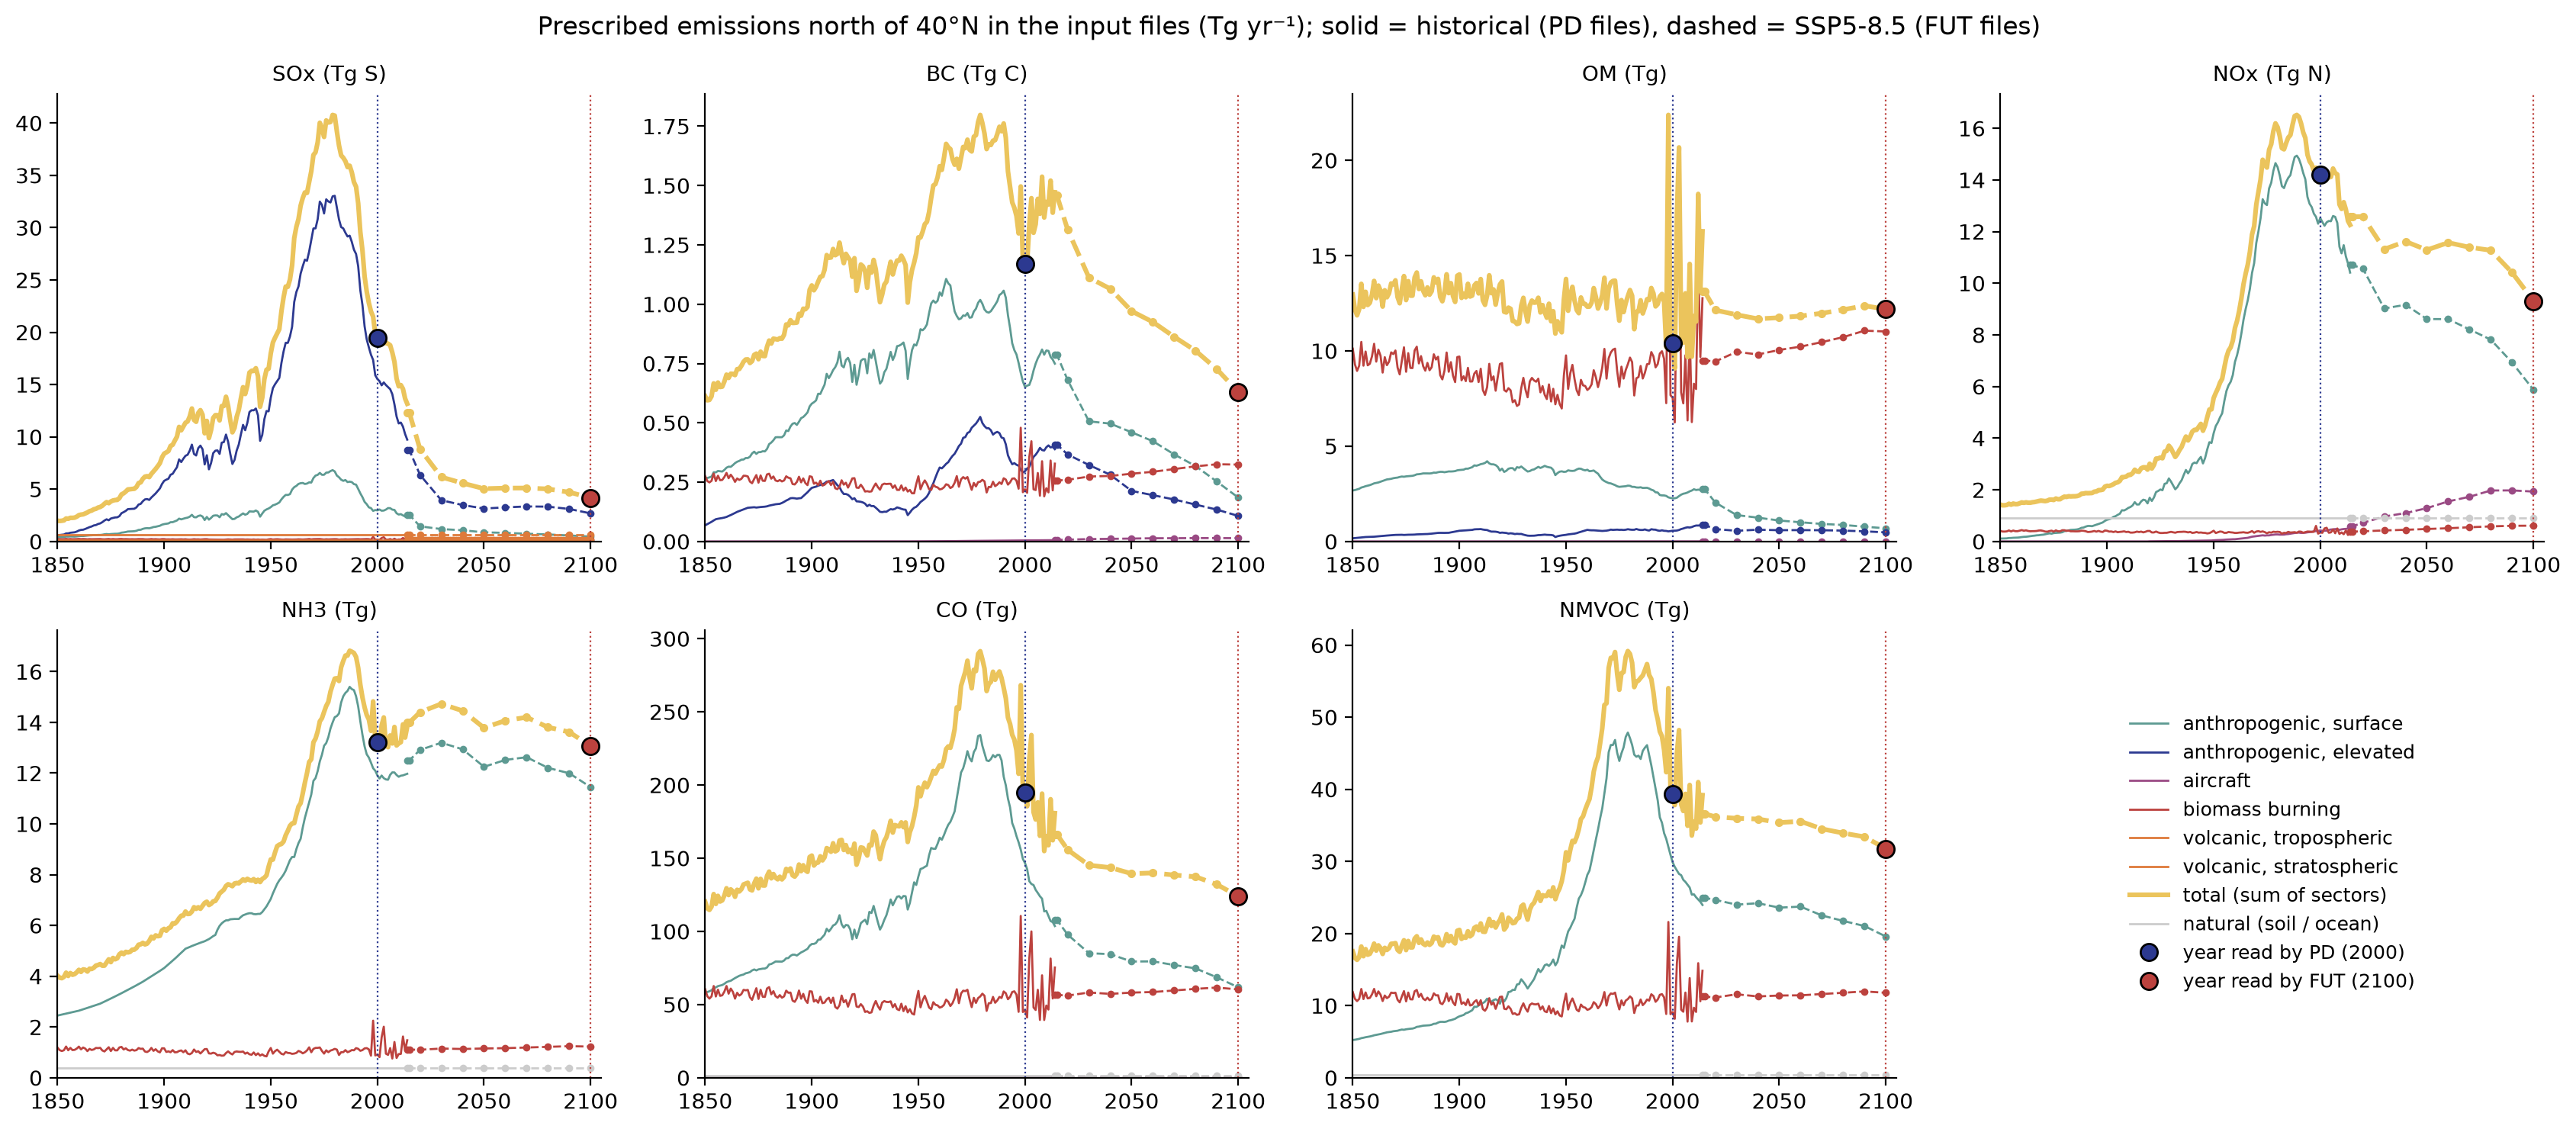 Prescribed emissions north of 40°N in the input files (Tg yr⁻¹); solid = historical (PD files), dashed = SSP5-8.5 (FUT files)
SOx (Tg S)
40
35
30
25
20
15
10
5
0
1850 1900 1950 2000 2050 2100
BC (Tg C)
1.75
1.50
1.25
1.00
0.75
0.50
0.25
0.00
1850 1900 1950 2000 2050 2100
OM (Tg)
20
15
10
5
0
1850 1900 1950 2000 2050 2100
NOx (Tg N)
16
14
12
10
8
6
4
2
0
1850 1900 1950 2000 2050 2100
NH3 (Tg)
16
14
12
10
8
6
4
2
0
1850 1900 1950 2000 2050 2100
CO (Tg)
300
250
200
150
100
50
0
1850 1900 1950 2000 2050 2100
NMVOC (Tg)
60
50
40
30
20
10
0
1850 1900 1950 2000 2050 2100
anthropogenic, surface
anthropogenic, elevated
aircraft
biomass burning
volcanic, tropospheric
volcanic, stratospheric
total (sum of sectors)
natural (soil / ocean)
year read by PD (2000)
year read by FUT (2100)